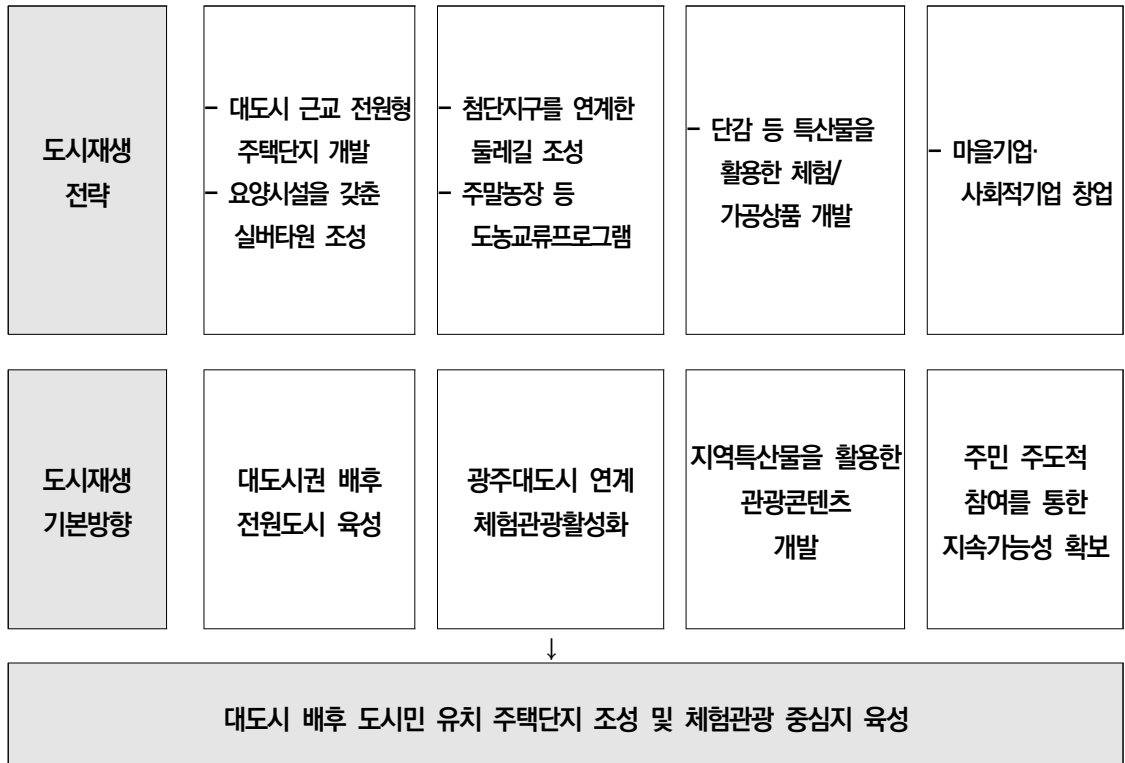 도시재생
전략
- 대도시 근교 전원형
주택단지 개발
- 요양시설을 갖춘
실버타원 조성
- 첨단지구를 연계한
둘레길 조성
- 주말농장 등
도농교류프로그램
- 단감 등 특산물을
활용한 체험/
가공상품 개발
- 마을기업·
사회적기업 창업
도시재생
기본방향
대도시권 배후
전원도시 육성
광주대도시 연계
체험관광활성화
지역특산물을 활용한
관광콘텐츠
개발
주민 주도적
참여를 통한
지속가능성 확보
↓
대도시 배후 도시민 유치 주택단지 조성 및 체험관광 중심지 육성